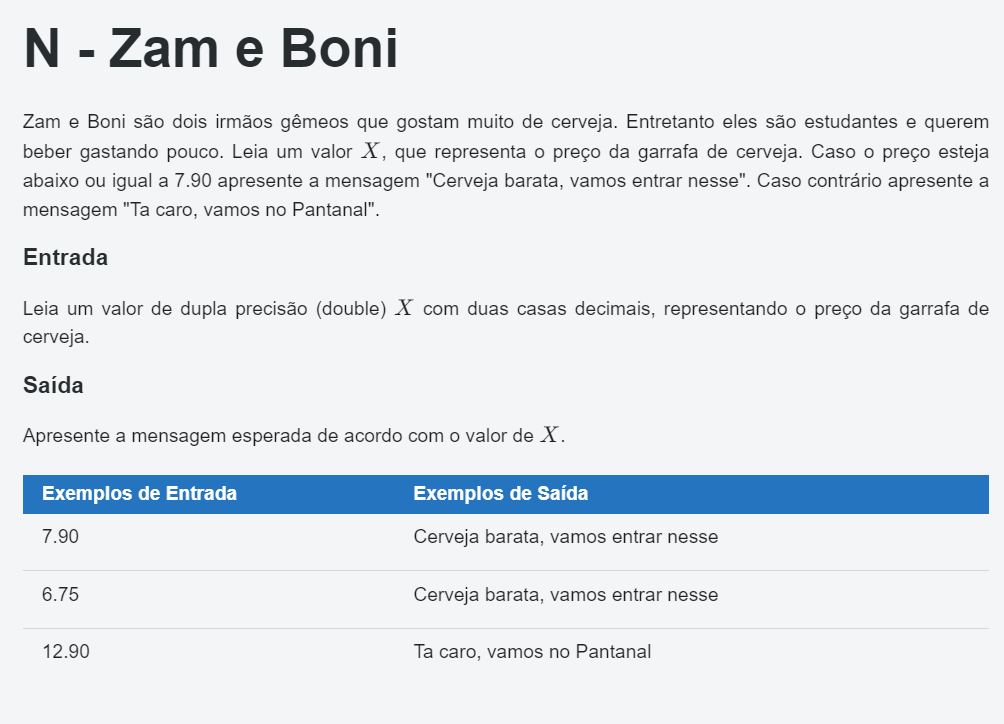 N - Zam e Boni
Zam e Boni são dois irmãos gêmeos que gostam muito de cerveja. Entretanto eles são estudantes e querem
beber gastando pouco. Leia um valor X, que representa o preço da garrafa de cerveja. Caso o preço esteja
abaixo ou igual a 7.90 apresente a mensagem "Cerveja barata, vamos entrar nesse". Caso contrário apresente a
mensagem "Ta caro, vamos no Pantanal".
Entrada
Leia um valor de dupla precisão (double) X com duas casas decimais, representando o preço da garrafa de
cerveja.
Saída
Apresente a mensagem esperada de acordo com o valor de X.
Exemplos de Entrada Exemplos de Saída
7.90 Cerveja barata, vamos entrar nesse
6.75 Cerveja barata, vamos entrar nesse
12.90 Ta caro, vamos no Pantanal